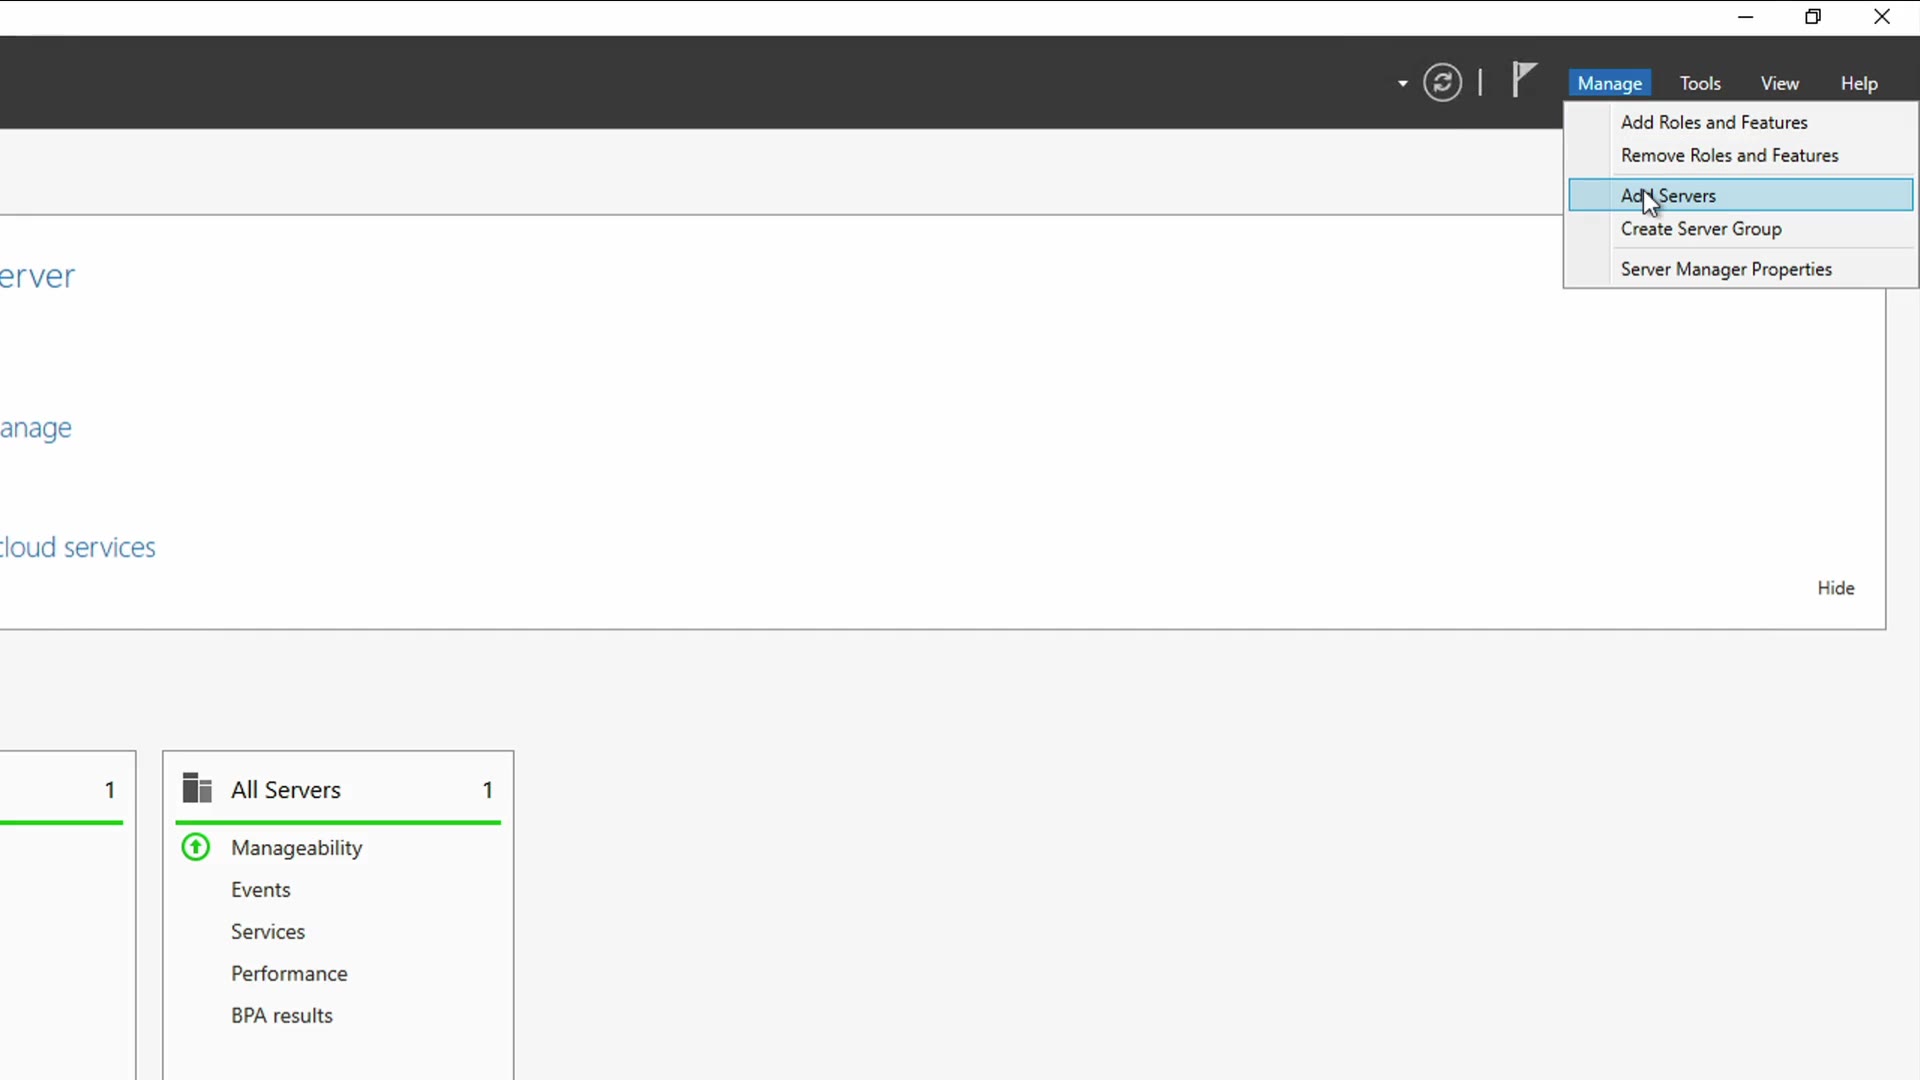 Manage Tools View Help
Add Roles and Features
Remove Roles and Features
Add Servers
Create Server Group
Server Manager Properties
erver
anage
cloud services
Hide
1
All Servers 1
Manageability
Events
Services
Performance
BPA results